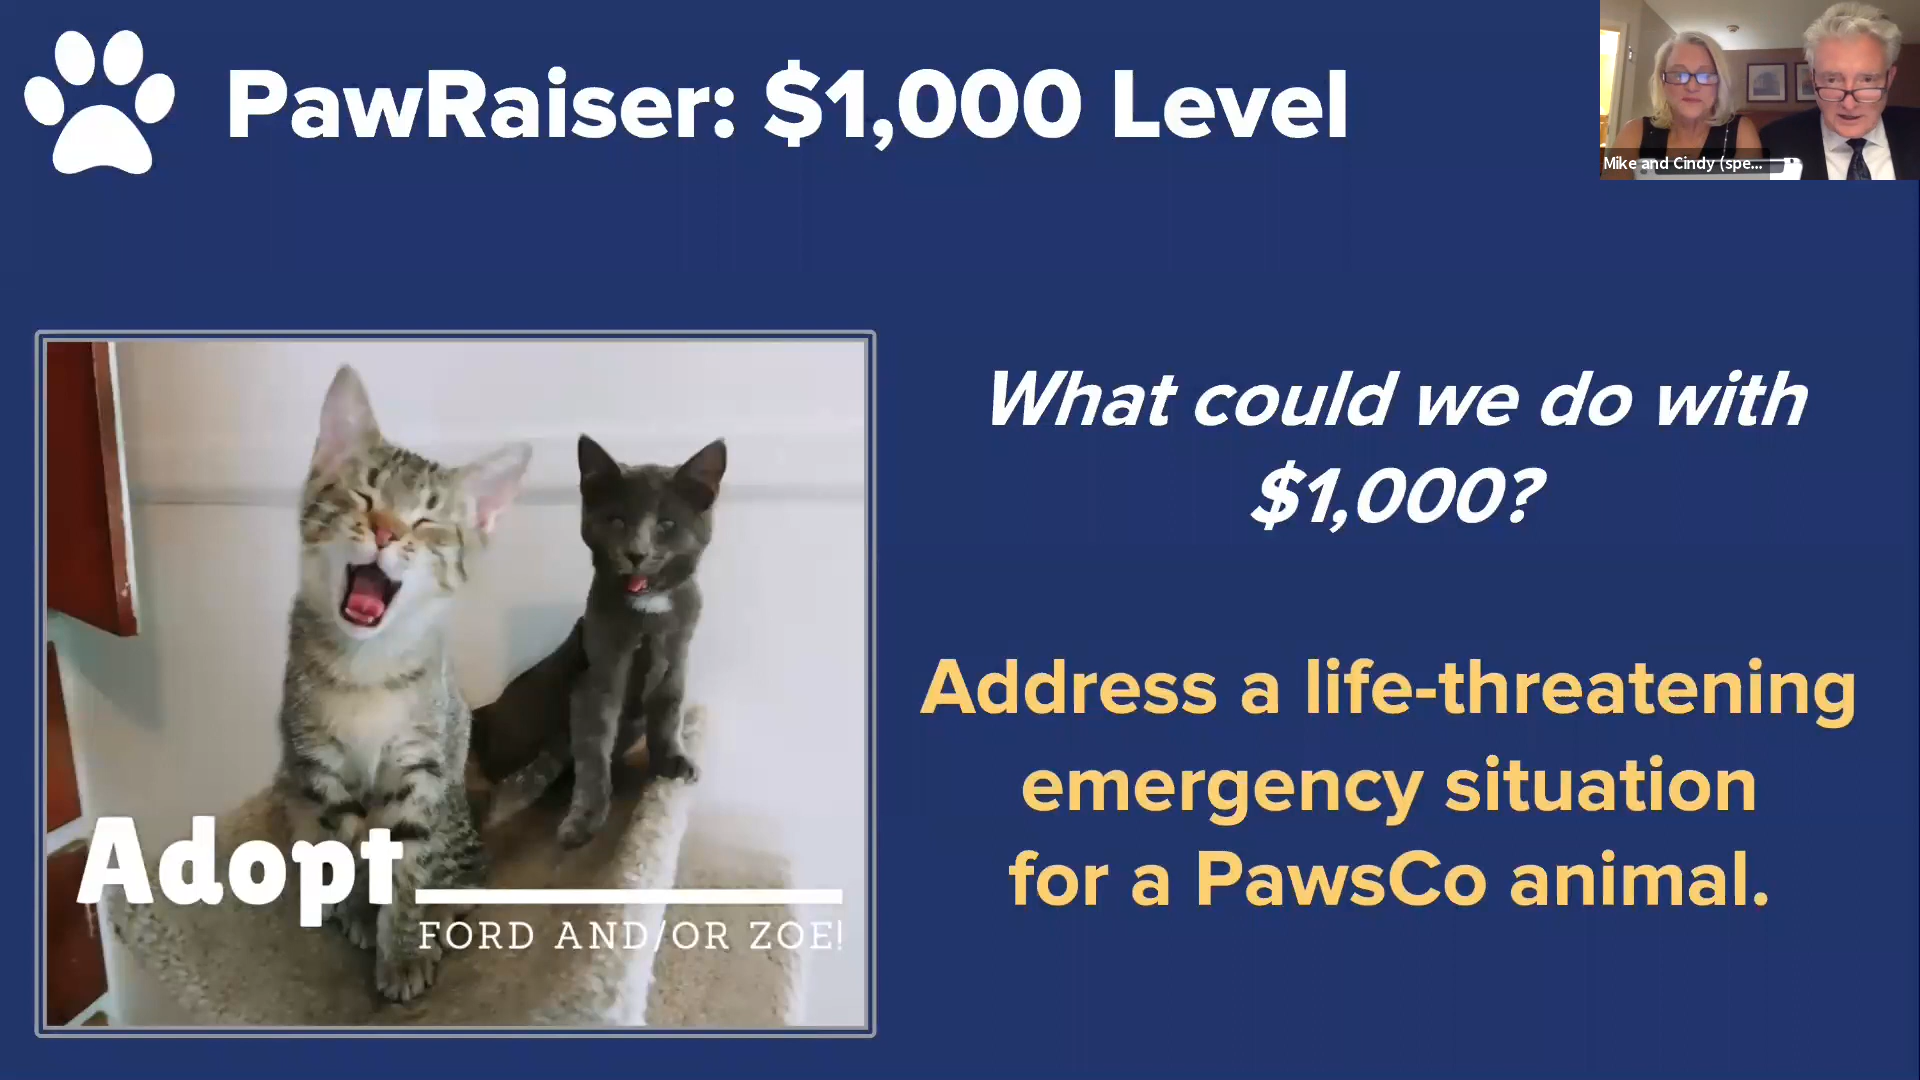 PawRaiser: $1,000 Level
Mike and Cindy (spe...
What could we do with
$1,000?
Address a life-threatening
emergency situation
for a PawsCo animal.
Adopt
FORD AND/OR ZOE!